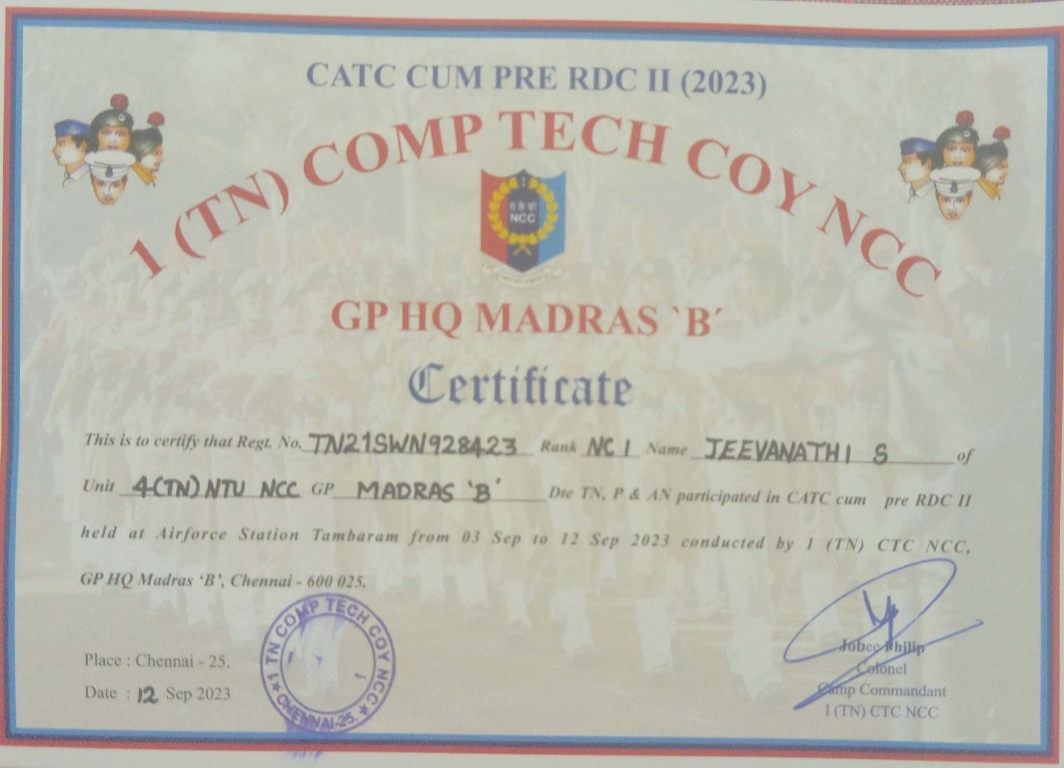 CATC CUM PRE RDC II (2023)
1 (TN) COMP TECH COY NCC
NCC
GP HQ MADRAS `B´
Certificate
This is to certify that Regt. No. TN21SWN928423 Rank NC 1 Name JEEVANATHI S of
Unit 4(TN) NTU NCC GP MADRAS 'B' Dte TN, P & AN participated in CATC cum pre RDC II
held at Airforce Station Tambaram from 03 Sep to 12 Sep 2023 conducted by 1 (TN) CTC NCC,
GP HQ Madras ‘B’, Chennai - 600 025.
1 TN COMP TECH COY NCC
★ CHENNAI-25. ★
Place : Chennai - 25.
Date : 12 Sep 2023
Jobee Philip
Colonel
Camp Commandant
1 (TN) CTC NCC